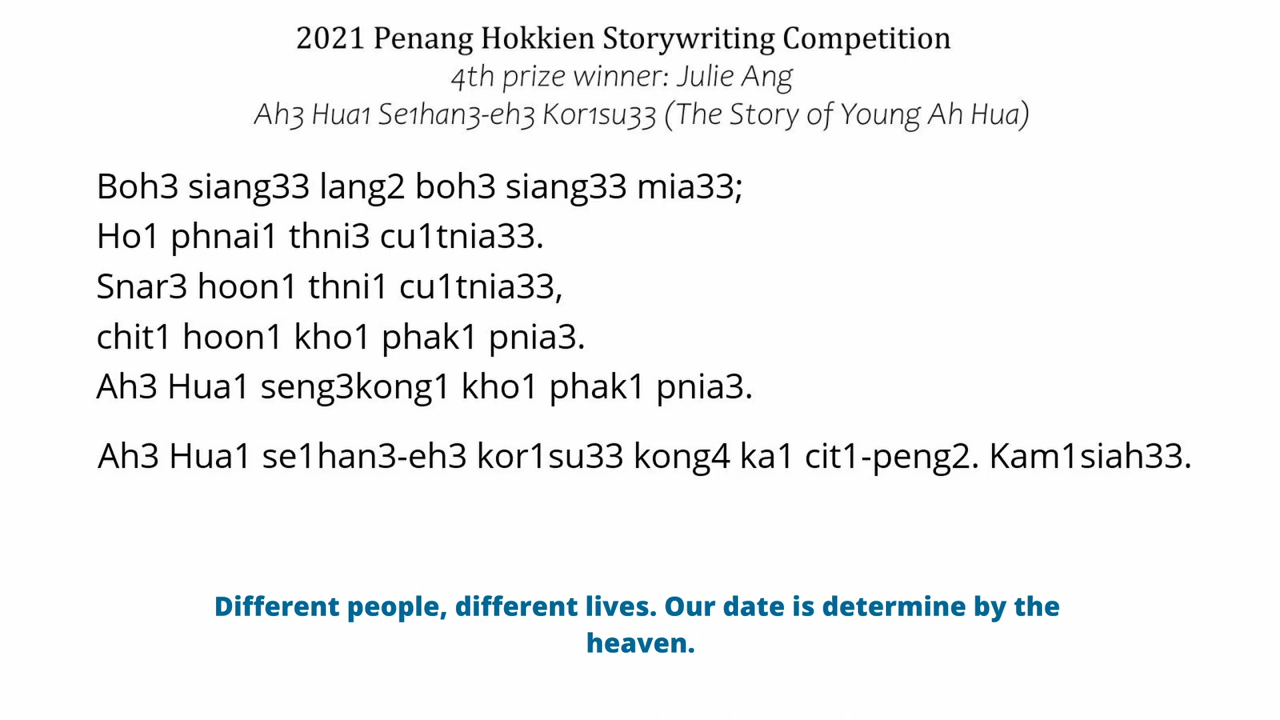 2021 Penang Hokkien Storywriting Competition
4th prize winner: Julie Ang
Ah3 Hua1 Se1han3-eh3 Kor1su33 (The Story of Young Ah Hua)
Boh3 siang33 lang2 boh3 siang33 mia33;
Ho1 phnai1 thni3 cu1tnia33.
Snar3 hoon1 thni1 cu1tnia33,
chit1 hoon1 kho1 phak1 pnia3.
Ah3 Hua1 seng3kong1 kho1 phak1 pnia3.
Ah3 Hua1 se1han3-eh3 kor1su33 kong4 ka1 cit1-peng2. Kam1siah33.
Different people, different lives. Our date is determine by the
heaven.